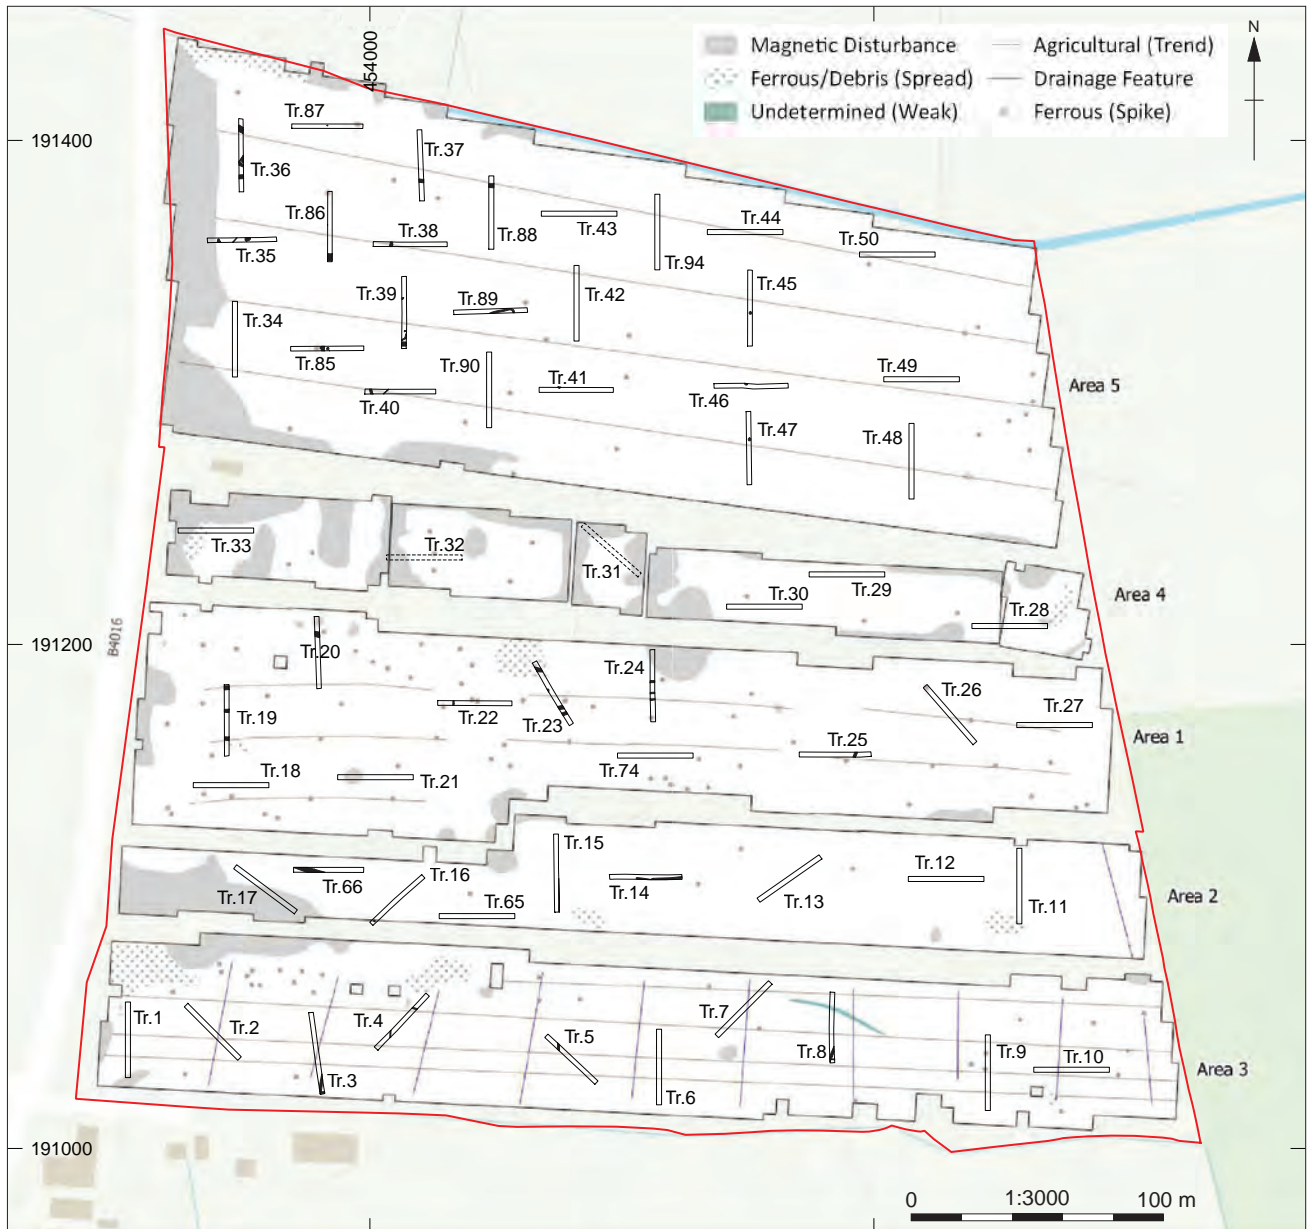 454000
N
Magnetic Disturbance
Agricultural (Trend)
Ferrous/Debris (Spread)
Drainage Feature
Undetermined (Weak)
Ferrous (Spike)
191400
Tr.87
Tr.37
Tr.36
Tr.86
Tr.38
Tr.88
Tr.43
Tr.44
Tr.50
Tr.35
Tr.94
Tr.39
Tr.89
Tr.42
Tr.45
Tr.34
Tr.85
Tr.90
Tr.41
Tr.49
Tr.40
Tr.46
Area 5
Tr.47
Tr.48
Tr.33
Tr.32
Tr.31
Tr.29
Tr.30
Area 4
Tr.28
B4016
191200
Tr.20
Tr.24
Tr.26
Tr.27
Tr.19
Tr.22
Tr.23
Tr.25
Area 1
Tr.18
Tr.21
Tr.74
Tr.15
Tr.17
Tr.66
Tr.16
Tr.14
Tr.13
Tr.12
Tr.65
Tr.11
Area 2
Tr.1
Tr.2
Tr.4
Tr.7
Tr.3
Tr.5
Tr.8
Tr.9
Tr.10
Tr.6
Area 3
191000
0
1:3000
100 m